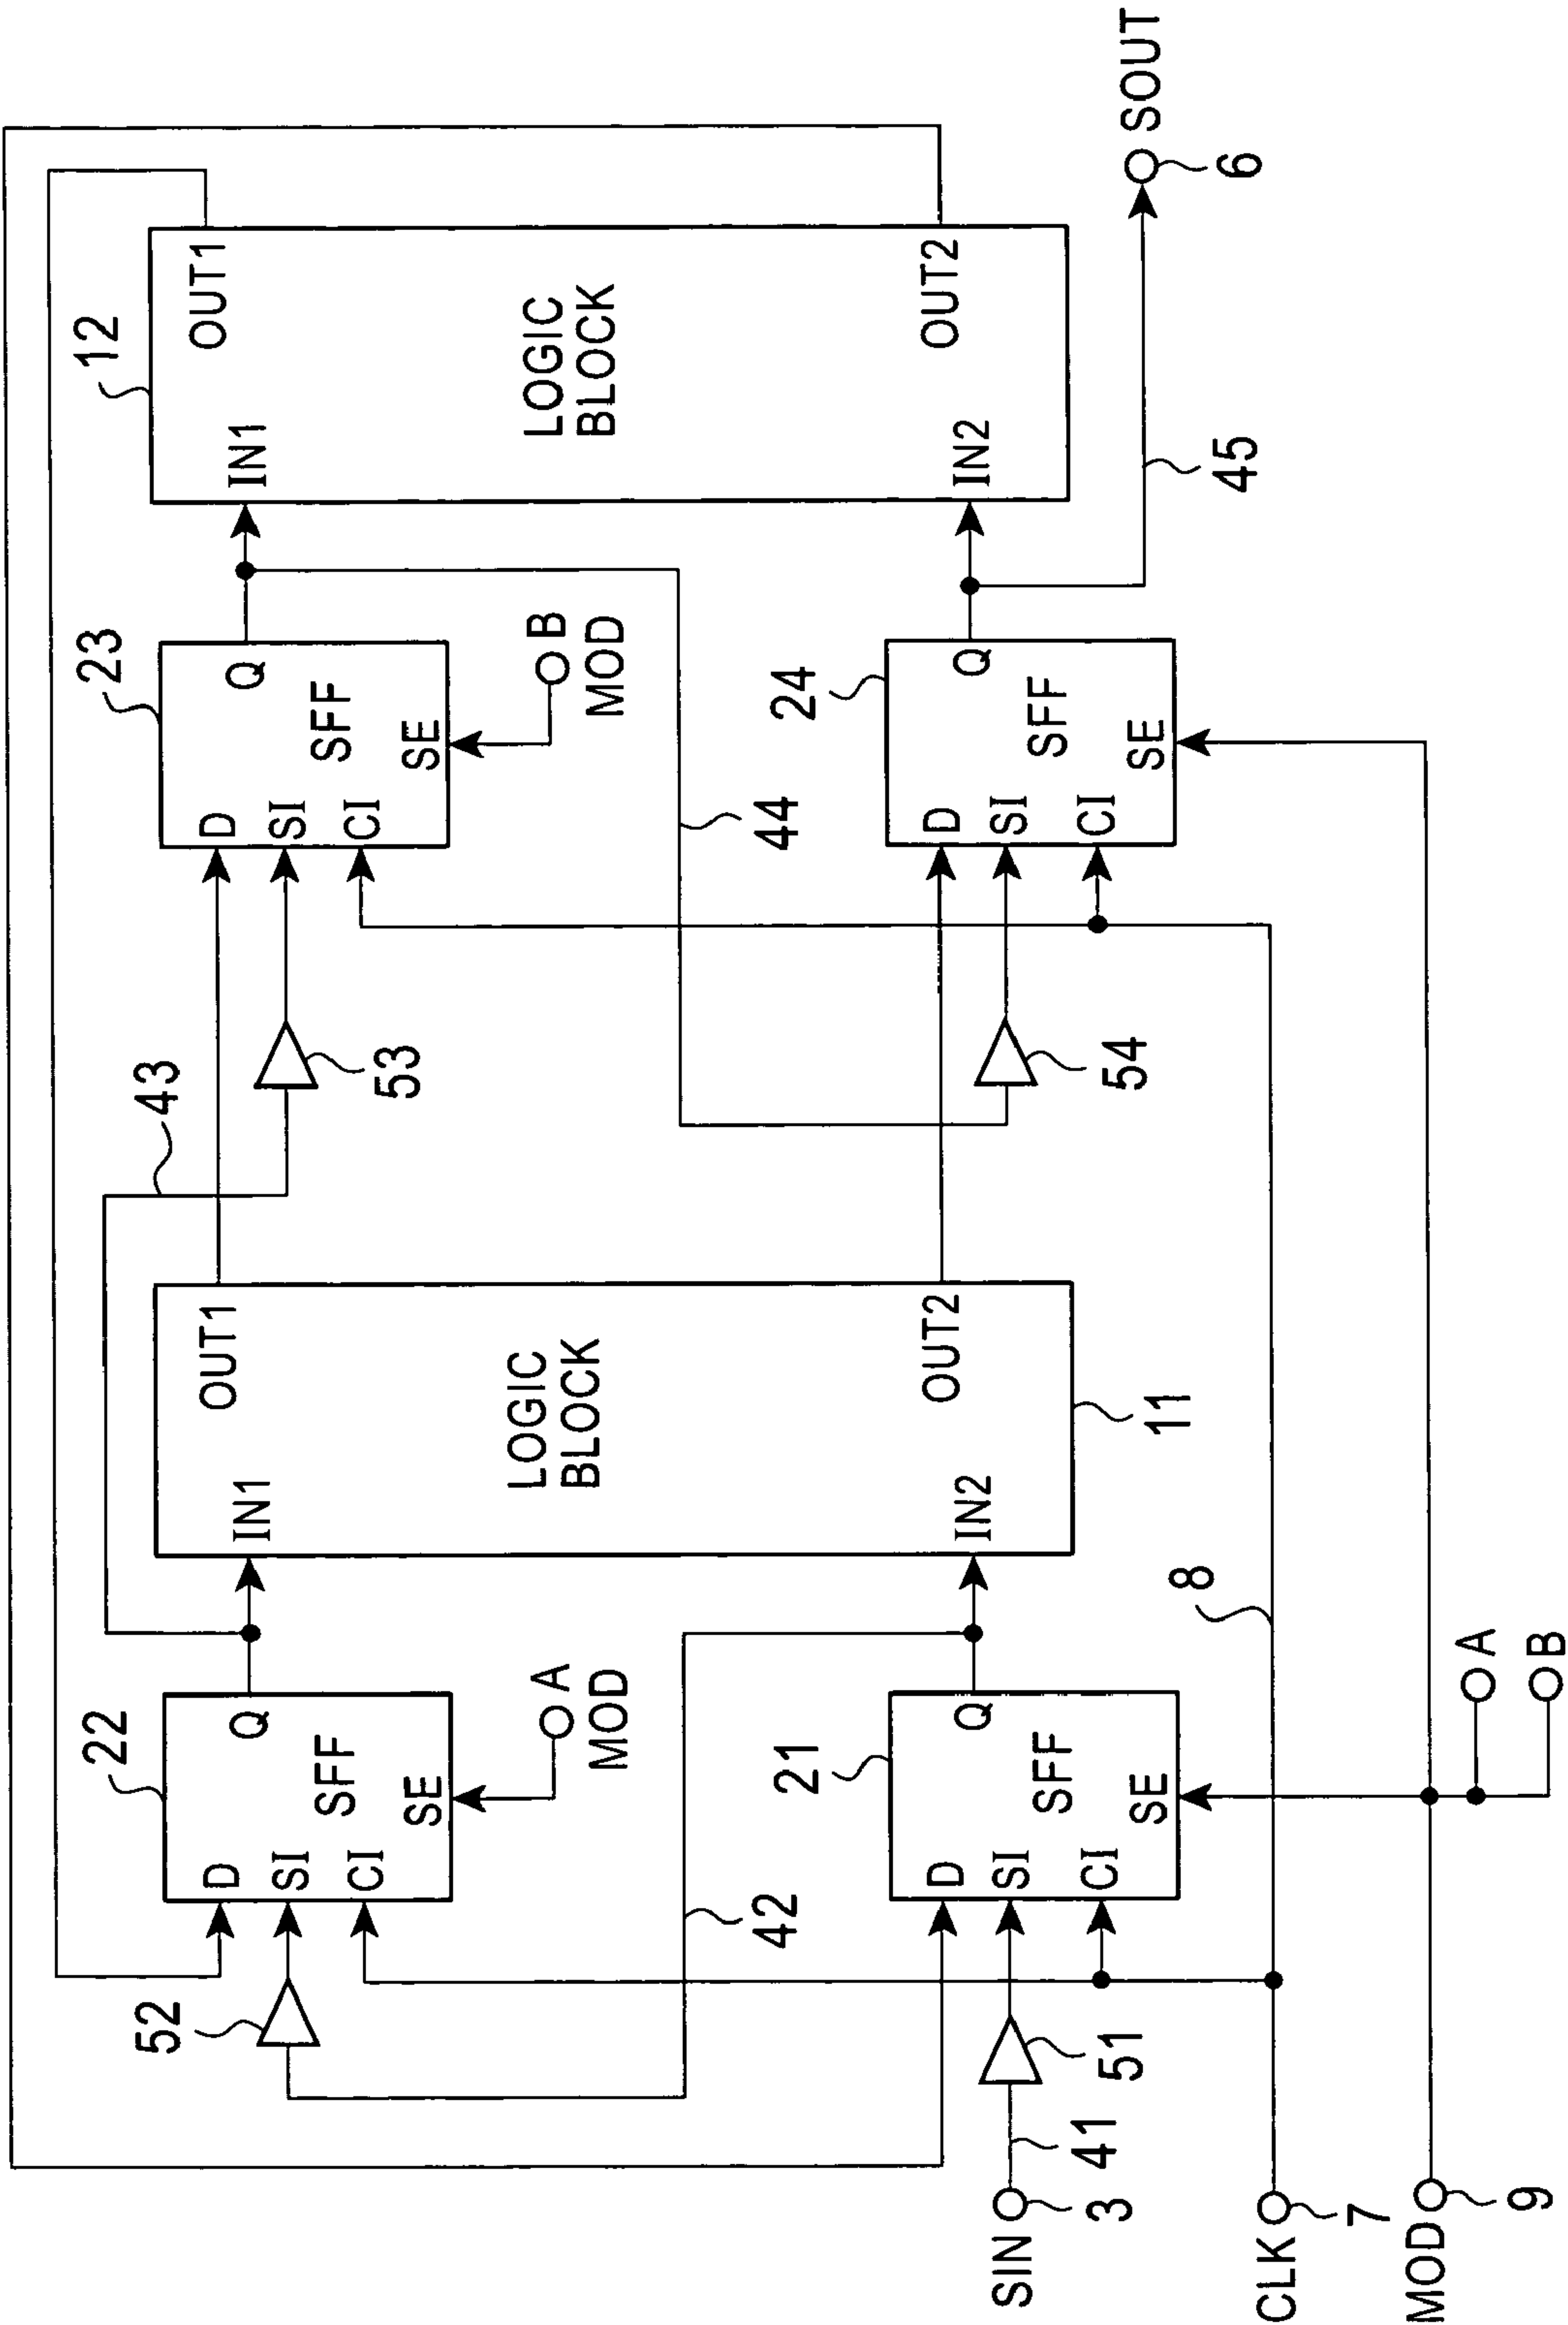 12
OUT1
IN1
LOGIC
BLOCK
IN2
OUT2
SOUT
6
45
23
Q
D
SI
CI
SFF
SE
B
MOD
44
24
Q
D
SI
CI
SFF
SE
43
53
54
OUT1
IN1
LOGIC
BLOCK
OUT2
IN2
11
8
22
Q
D
SI
CI
SFF
SE
A
MOD
42
21
Q
D
SI
CI
SFF
SE
A
B
52
51
41
SIN
3
CLK
7
MOD
9